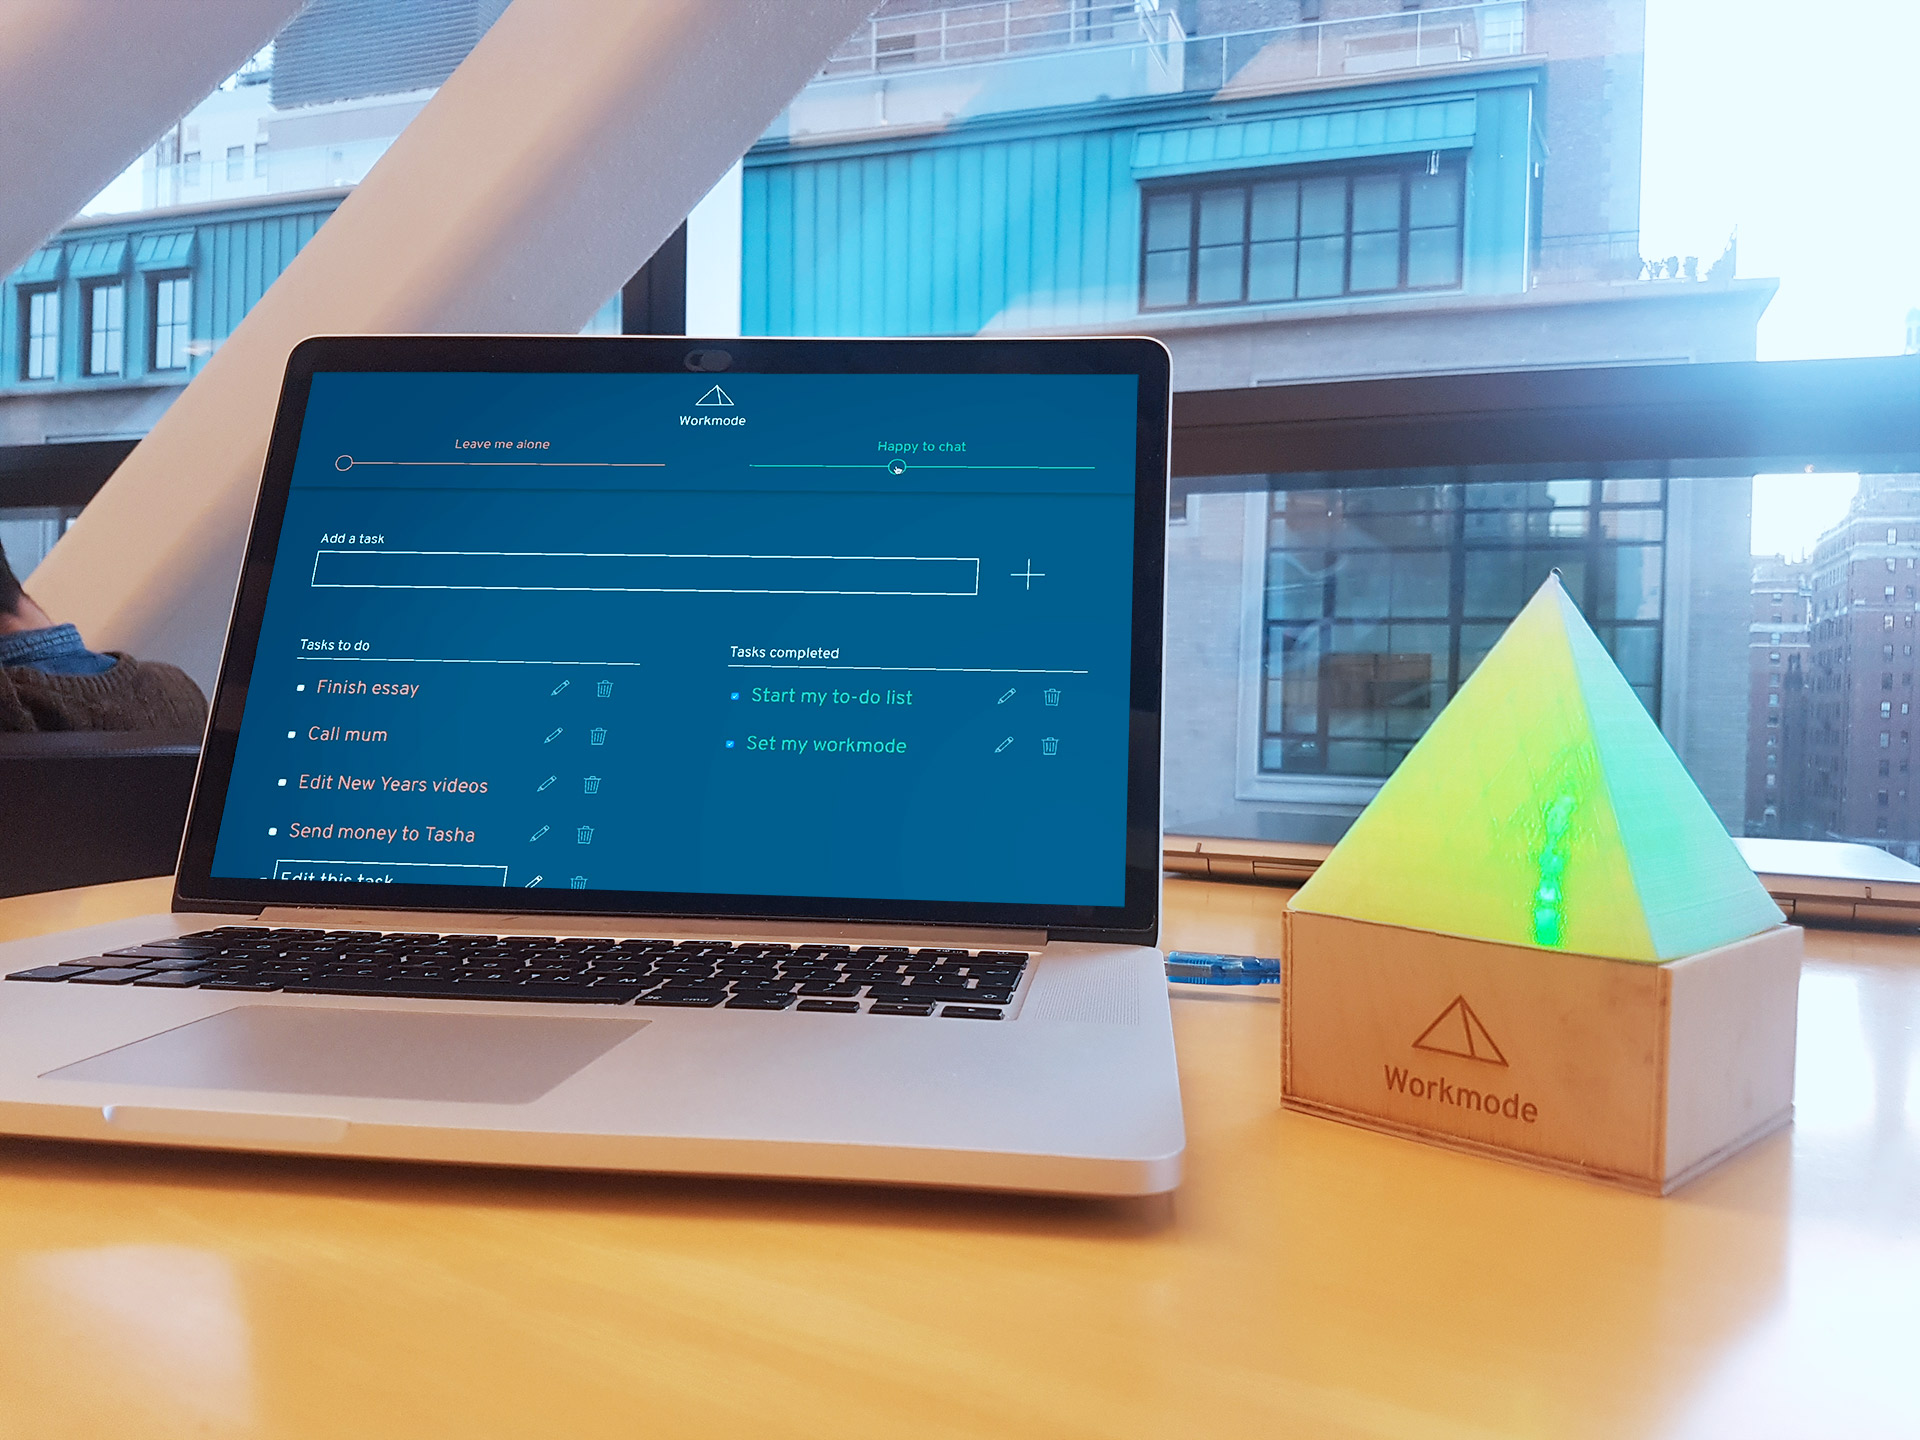 Workmode
Leave me alone
Happy to chat
Add a task
Tasks to do
Finish essay
Call mum
Edit New Years videos
Send money to Tasha
Edit this task
Tasks completed
Start my to-do list
Set my workmode
cmd
Workmode